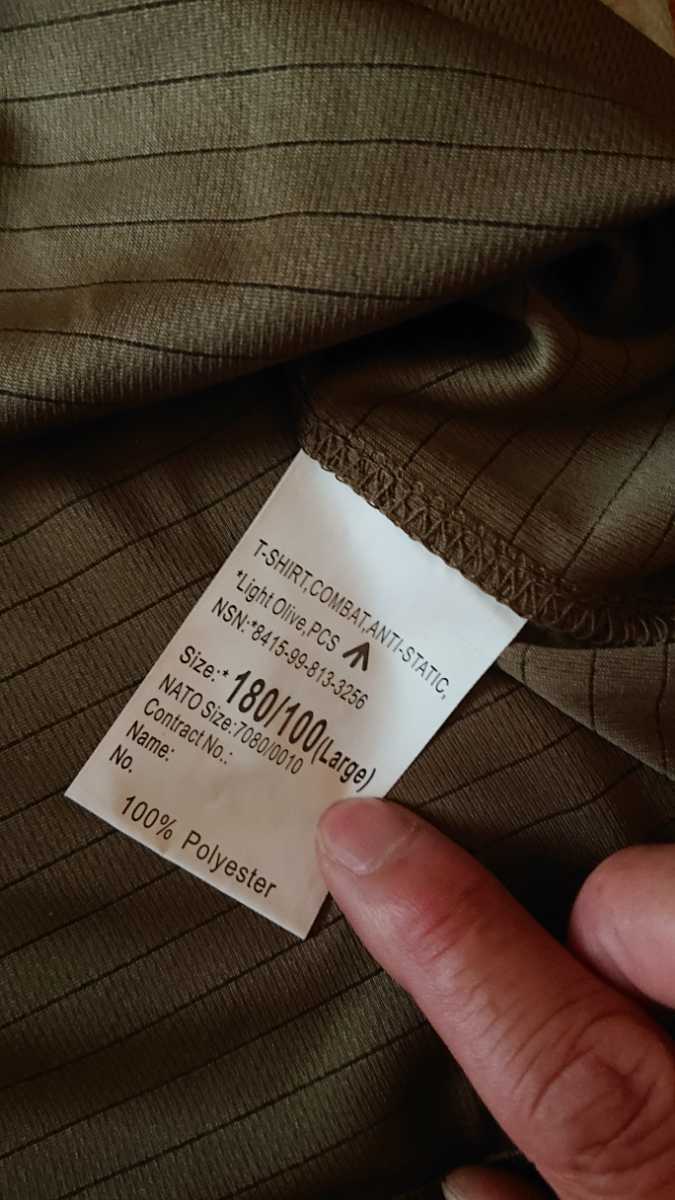 T-SHIRT,COMBAT,ANTI-STATIC,
*Light Olive,PCS
NSN:*8415-99-813-3256
Size:* 180/100(Large)
NATO Size:7080/0010
Contract No.:
Name:
No.
100% Polyester